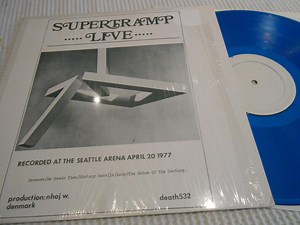 SUPERTRAMP
..... LIVE .....
RECORDED AT THE SEATTLE ARENA APRIL 20 1977
production: nhoj w.
denmark
death532